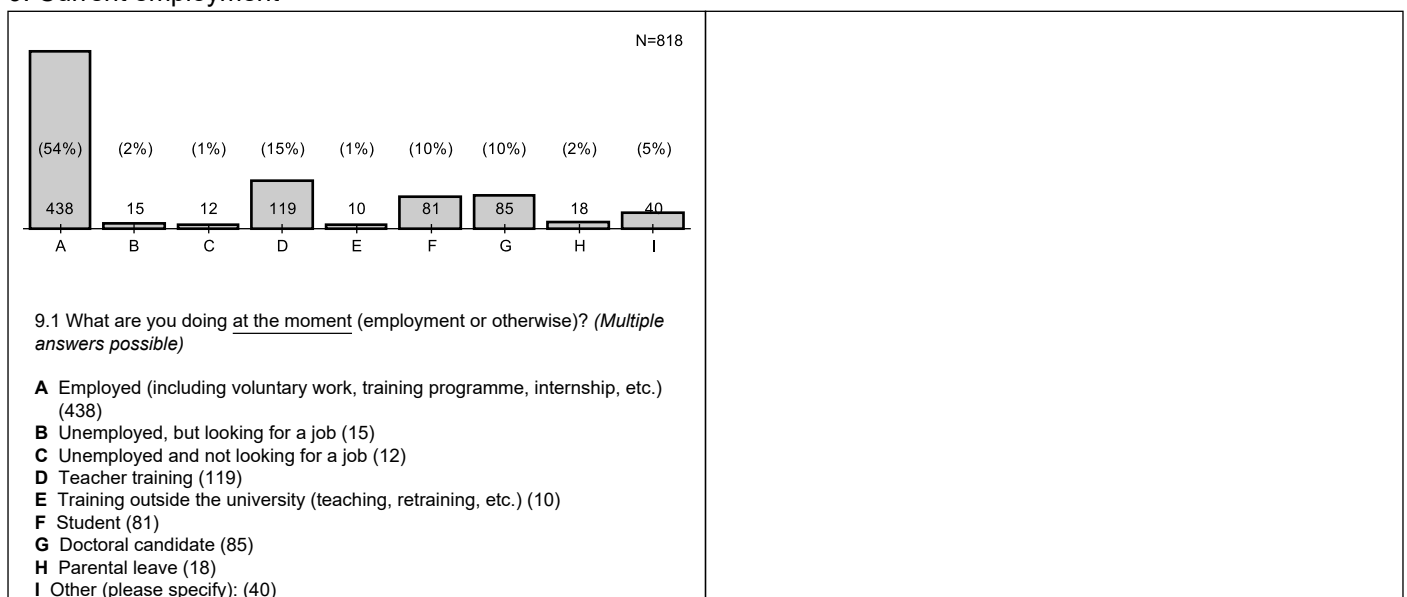 N=818
(54%) (2%) (1%) (15%) (1%) (10%) (10%) (2%) (5%)
438 15 12 119 10 81 85 18 40
A B C D E F G H I
9.1 What are you doing at the moment (employment or otherwise)? (Multiple
answers possible)
A Employed (including voluntary work, training programme, internship, etc.)
(438)
B Unemployed, but looking for a job (15)
C Unemployed and not looking for a job (12)
D Teacher training (119)
E Training outside the university (teaching, retraining, etc.) (10)
F Student (81)
G Doctoral candidate (85)
H Parental leave (18)
I Other (please specify): (40)